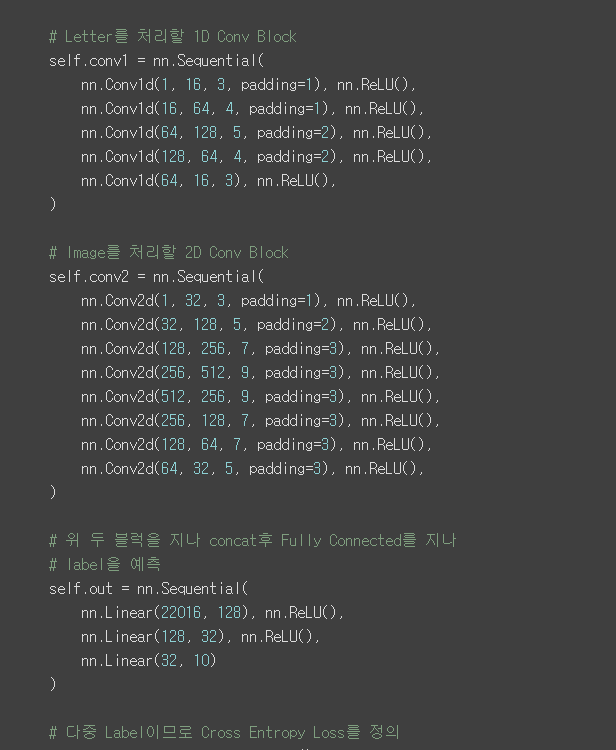 # Letter를 처리할 1D Conv Block
self.conv1 = nn.Sequential(
nn.Conv1d(1, 16, 3, padding=1), nn.ReLU(),
nn.Conv1d(16, 64, 4, padding=1), nn.ReLU(),
nn.Conv1d(64, 128, 5, padding=2), nn.ReLU(),
nn.Conv1d(128, 64, 4, padding=2), nn.ReLU(),
nn.Conv1d(64, 16, 3), nn.ReLU(),
)
# Image를 처리할 2D Conv Block
self.conv2 = nn.Sequential(
nn.Conv2d(1, 32, 3, padding=1), nn.ReLU(),
nn.Conv2d(32, 128, 5, padding=2), nn.ReLU(),
nn.Conv2d(128, 256, 7, padding=3), nn.ReLU(),
nn.Conv2d(256, 512, 9, padding=3), nn.ReLU(),
nn.Conv2d(512, 256, 9, padding=3), nn.ReLU(),
nn.Conv2d(256, 128, 7, padding=3), nn.ReLU(),
nn.Conv2d(128, 64, 7, padding=3), nn.ReLU(),
nn.Conv2d(64, 32, 5, padding=3), nn.ReLU(),
)
# 위 두 블럭을 지나 concat후 Fully Connected를 지나
# label을 예측
self.out = nn.Sequential(
nn.Linear(22016, 128), nn.ReLU(),
nn.Linear(128, 32), nn.ReLU(),
nn.Linear(32, 10)
)
# 다중 Label이므로 Cross Entropy Loss를 정의